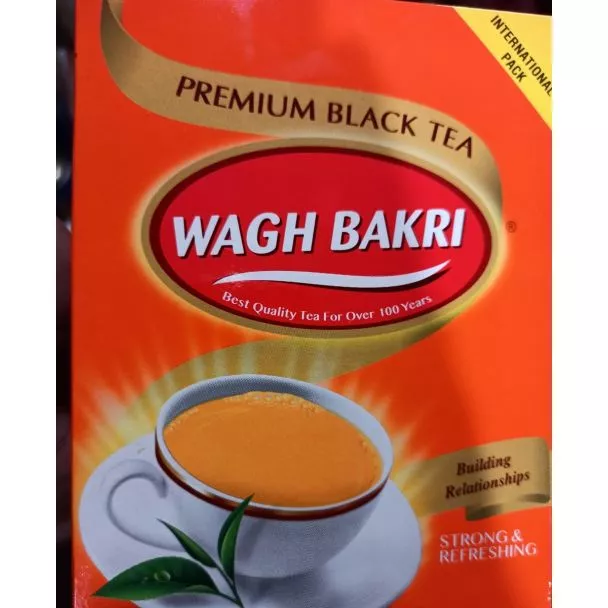 INTERNATIONAL
PACK
PREMIUM BLACK TEA
WAGH BAKRI
®
Best Quality Tea For Over 100 Years
Building
Relationships
STRONG &
REFRESHING